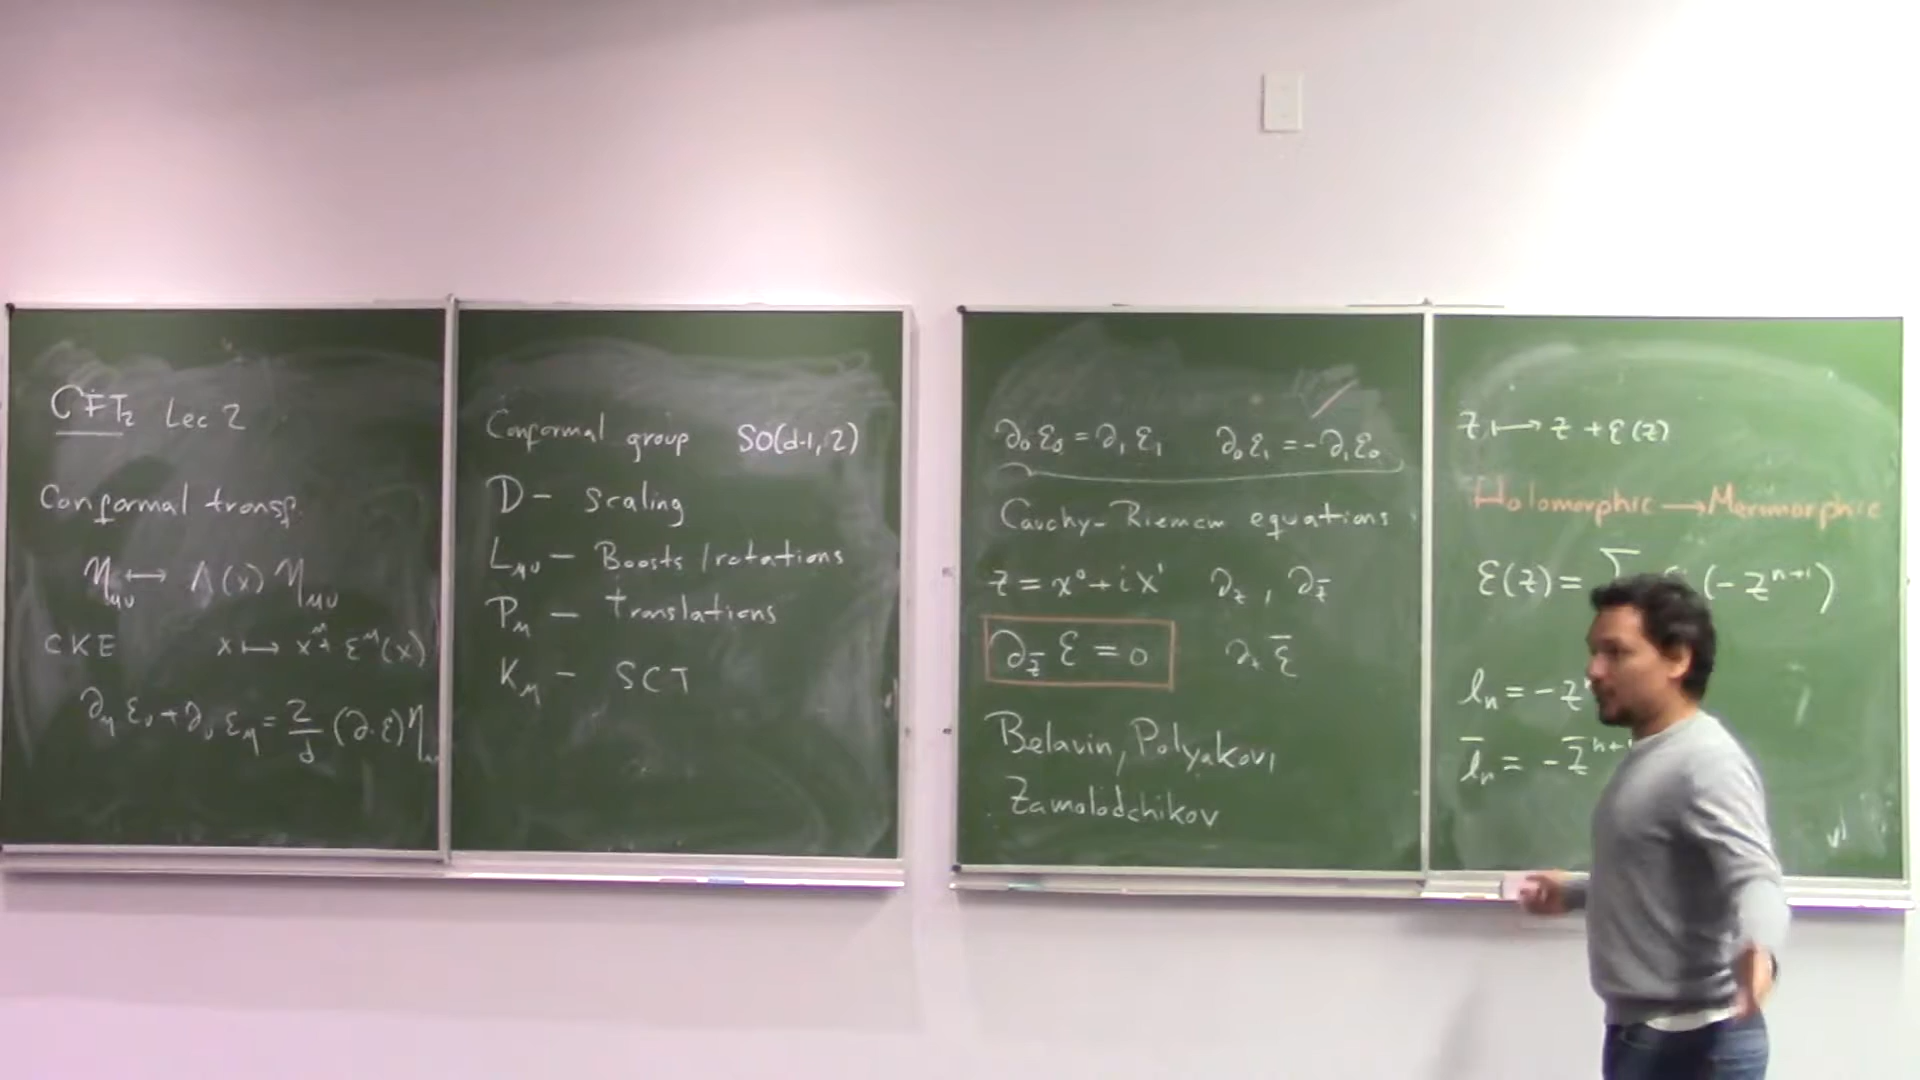 CFT₂ Lec 2
Conformal transf.
η_μν ⟷ Λ(x) η_μν
CKE x ⟼ x^μ + ε^μ(x)
∂_μ ε_ν + ∂_ν ε_μ = 2/d (∂·ε) η
Conformal group SO(d-1, 2)
D - Scaling
L_μν - Boosts / rotations
P_μ - translations
K_μ - SCT
∂₀ε₀ = ∂₁ε₁ ∂₀ε₁ = -∂₁ε₀
Cauchy-Riemann equations
z = x⁰ + i x¹ ∂_z , ∂_z̄
∂_z̄ ε = 0 ∂_z ε̄
Belavin, Polyakov,
Zamolodchikov
z ⟼ z + ε(z)
Holomorphic → Meromorphic
ε(z) = Σ (-z^{n+1})
l_n = -z
l̄_n = -z̄^{n+1}